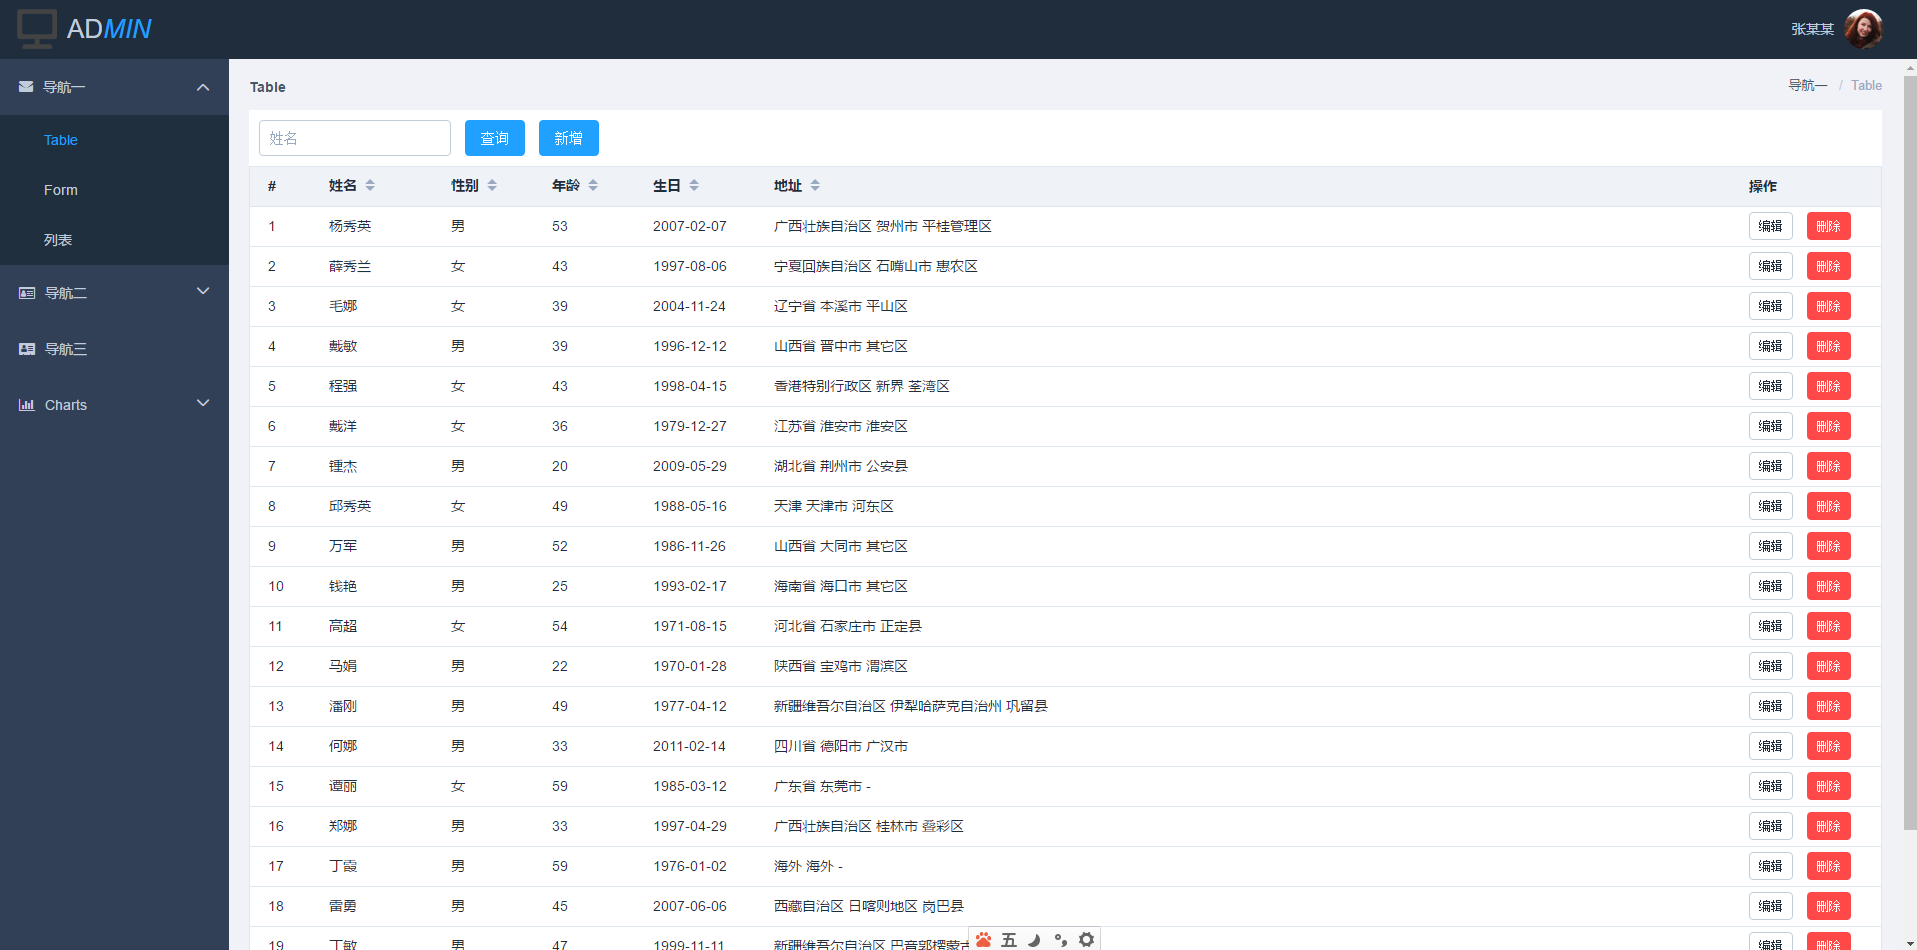 ADMIN
张某某
导航一
Table
Form
列表
导航二
导航三
Charts
Table
导航一 / Table
姓名 查询 新增
# 姓名 性别 年龄 生日 地址 操作
1 杨秀英 男 53 2007-02-07 广西壮族自治区 贺州市 平桂管理区 编辑 删除
2 薛秀兰 女 43 1997-08-06 宁夏回族自治区 石嘴山市 惠农区 编辑 删除
3 毛娜 女 39 2004-11-24 辽宁省 本溪市 平山区 编辑 删除
4 戴敏 男 39 1996-12-12 山西省 晋中市 其它区 编辑 删除
5 程强 女 43 1998-04-15 香港特别行政区 新界 荃湾区 编辑 删除
6 戴洋 女 36 1979-12-27 江苏省 淮安市 淮安区 编辑 删除
7 锺杰 男 20 2009-05-29 湖北省 荆州市 公安县 编辑 删除
8 邱秀英 女 49 1988-05-16 天津 天津市 河东区 编辑 删除
9 万军 男 52 1986-11-26 山西省 大同市 其它区 编辑 删除
10 钱艳 男 25 1993-02-17 海南省 海口市 其它区 编辑 删除
11 高超 女 54 1971-08-15 河北省 石家庄市 正定县 编辑 删除
12 马娟 男 22 1970-01-28 陕西省 宝鸡市 渭滨区 编辑 删除
13 潘刚 男 49 1977-04-12 新疆维吾尔自治区 伊犁哈萨克自治州 巩留县 编辑 删除
14 何娜 男 33 2011-02-14 四川省 德阳市 广汉市 编辑 删除
15 谭丽 女 59 1985-03-12 广东省 东莞市 - 编辑 删除
16 郑娜 男 33 1997-04-29 广西壮族自治区 桂林市 叠彩区 编辑 删除
17 丁霞 男 59 1976-01-02 海外 海外 - 编辑 删除
18 雷勇 男 45 2007-06-06 西藏自治区 日喀则地区 岗巴县 编辑 删除
19 丁敏 男 47 1999-11-11 新疆维吾尔自治区 巴音郭楞蒙古 编辑 删除
五